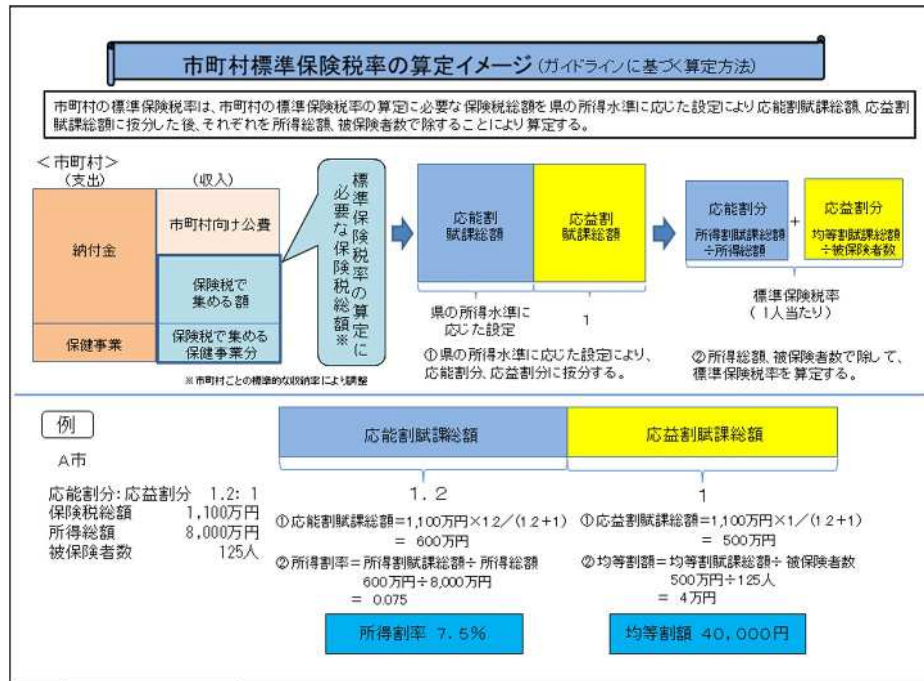 市町村標準保険税率の算定イメージ(ガイドラインに基づく算定方法)
市町村の標準保険税率は、市町村の標準保険税率の算定に必要な保険税総額を県の所得水準に応じた設定により応能割賦課総額、応益割
賦課総額に按分した後、それぞれを所得総額、被保険者数で除することにより算定する。
<市町村>
(支出)
(収入)
納付金
保健事業
市町村向け公費
保険税で
集める額
保険税で集める
保健事業分
※市町村ごとの標準的な収納率により調整
標準保険税率の算定に
必要な保険税総額※
応能割
賦課総額
応益割
賦課総額
県の所得水準に
応じた設定
1
①県の所得水準に応じた設定により、
応能割分、応益割分に按分する。
応能割分
所得割賦課総額
÷所得総額
+
応益割分
均等割賦課総額
÷被保険者数
標準保険税率
(1人当たり)
②所得総額、被保険者数で除して、
標準保険税率を算定する。
例
A市
応能割分:応益割分 1.2:1
保険税総額 1,100万円
所得総額 8,000万円
被保険者数 125人
応能割賦課総額
応益割賦課総額
1.2
1
①応能割賦課総額=1,100万円×1.2/(1.2+1)
= 600万円
②所得割率=所得割賦課総額÷所得総額
600万円÷8,000万円
= 0.075
所得割率 7.5%
①応益割賦課総額=1,100万円×1/(1.2+1)
= 500万円
②均等割額=均等割賦課総額÷被保険者数
500万円÷125人
= 4万円
均等割額 40,000円